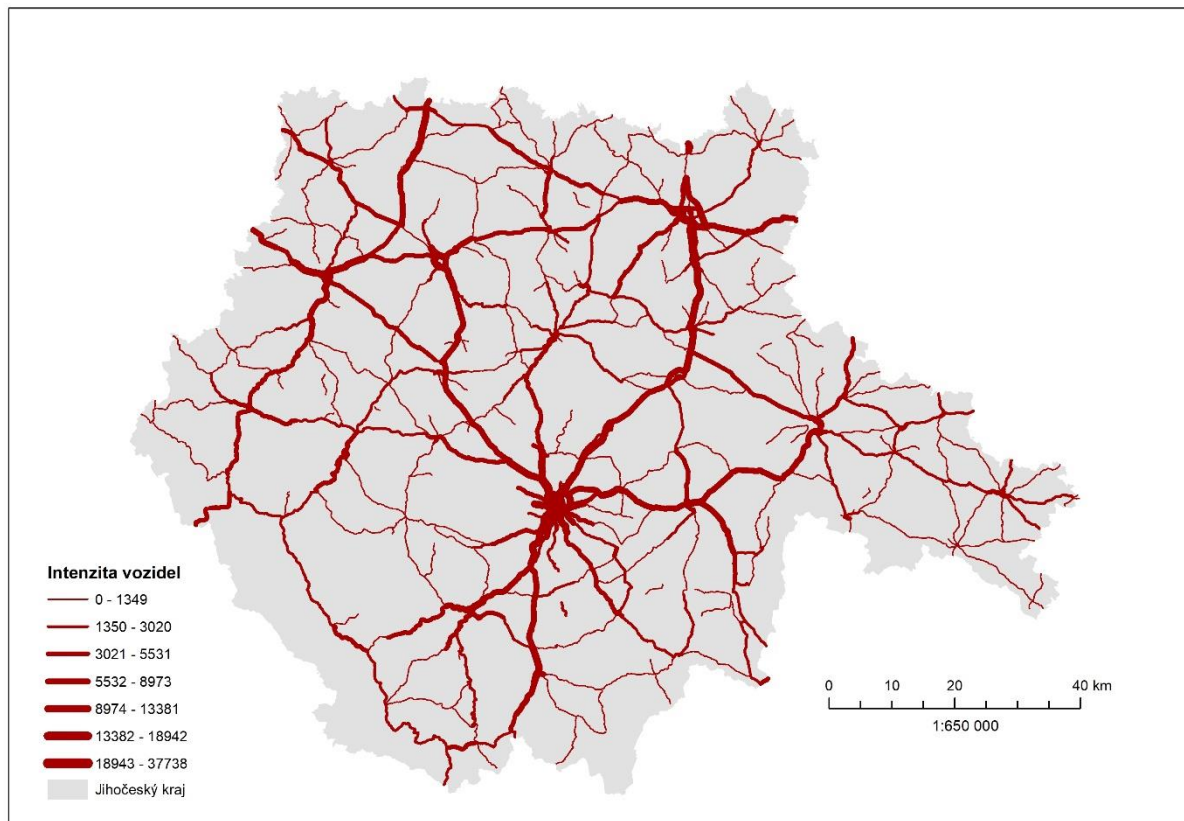 Intenzita vozidel
0 - 1349
1350 - 3020
3021 - 5531
5532 - 8973
8974 - 13381
13382 - 18942
18943 - 37738
Jihočeský kraj
0 10 20 40 km
1:650 000